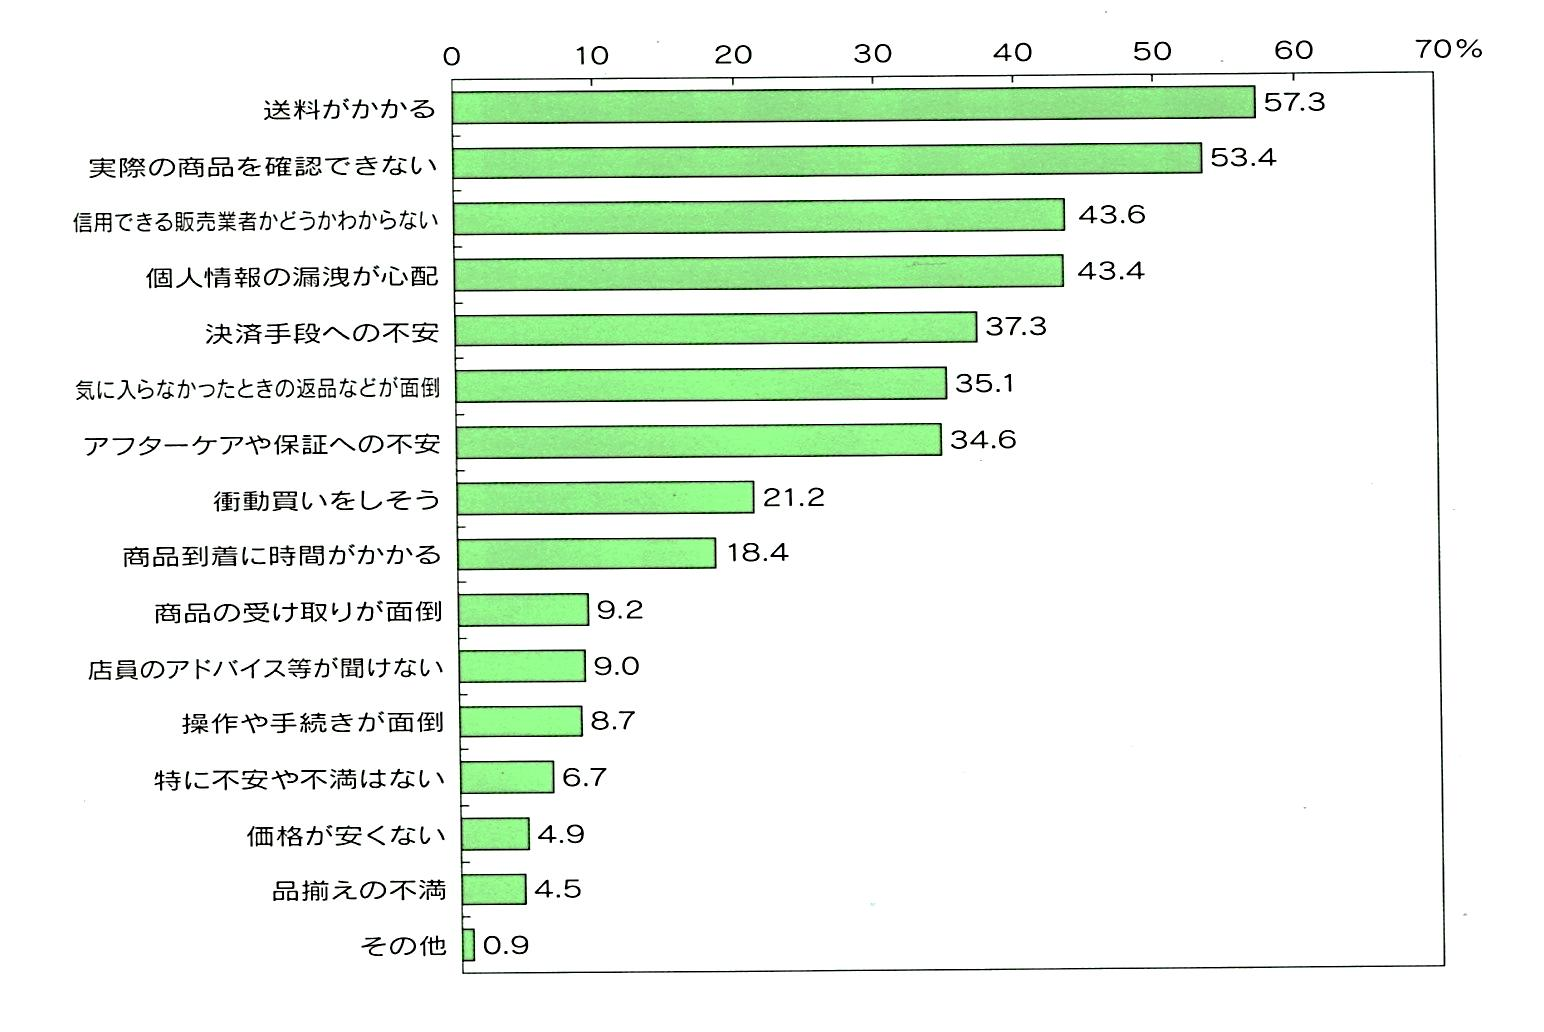 0 10 20 30 40 50 60 70%
送料がかかる 57.3
実際の商品を確認できない 53.4
信用できる販売業者かどうかわからない 43.6
個人情報の漏洩が心配 43.4
決済手段への不安 37.3
気に入らなかったときの返品などが面倒 35.1
アフターケアや保証への不安 34.6
衝動買いをしそう 21.2
商品到着に時間がかかる 18.4
商品の受け取りが面倒 9.2
店員のアドバイス等が聞けない 9.0
操作や手続きが面倒 8.7
特に不安や不満はない 6.7
価格が安くない 4.9
品揃えの不満 4.5
その他 0.9